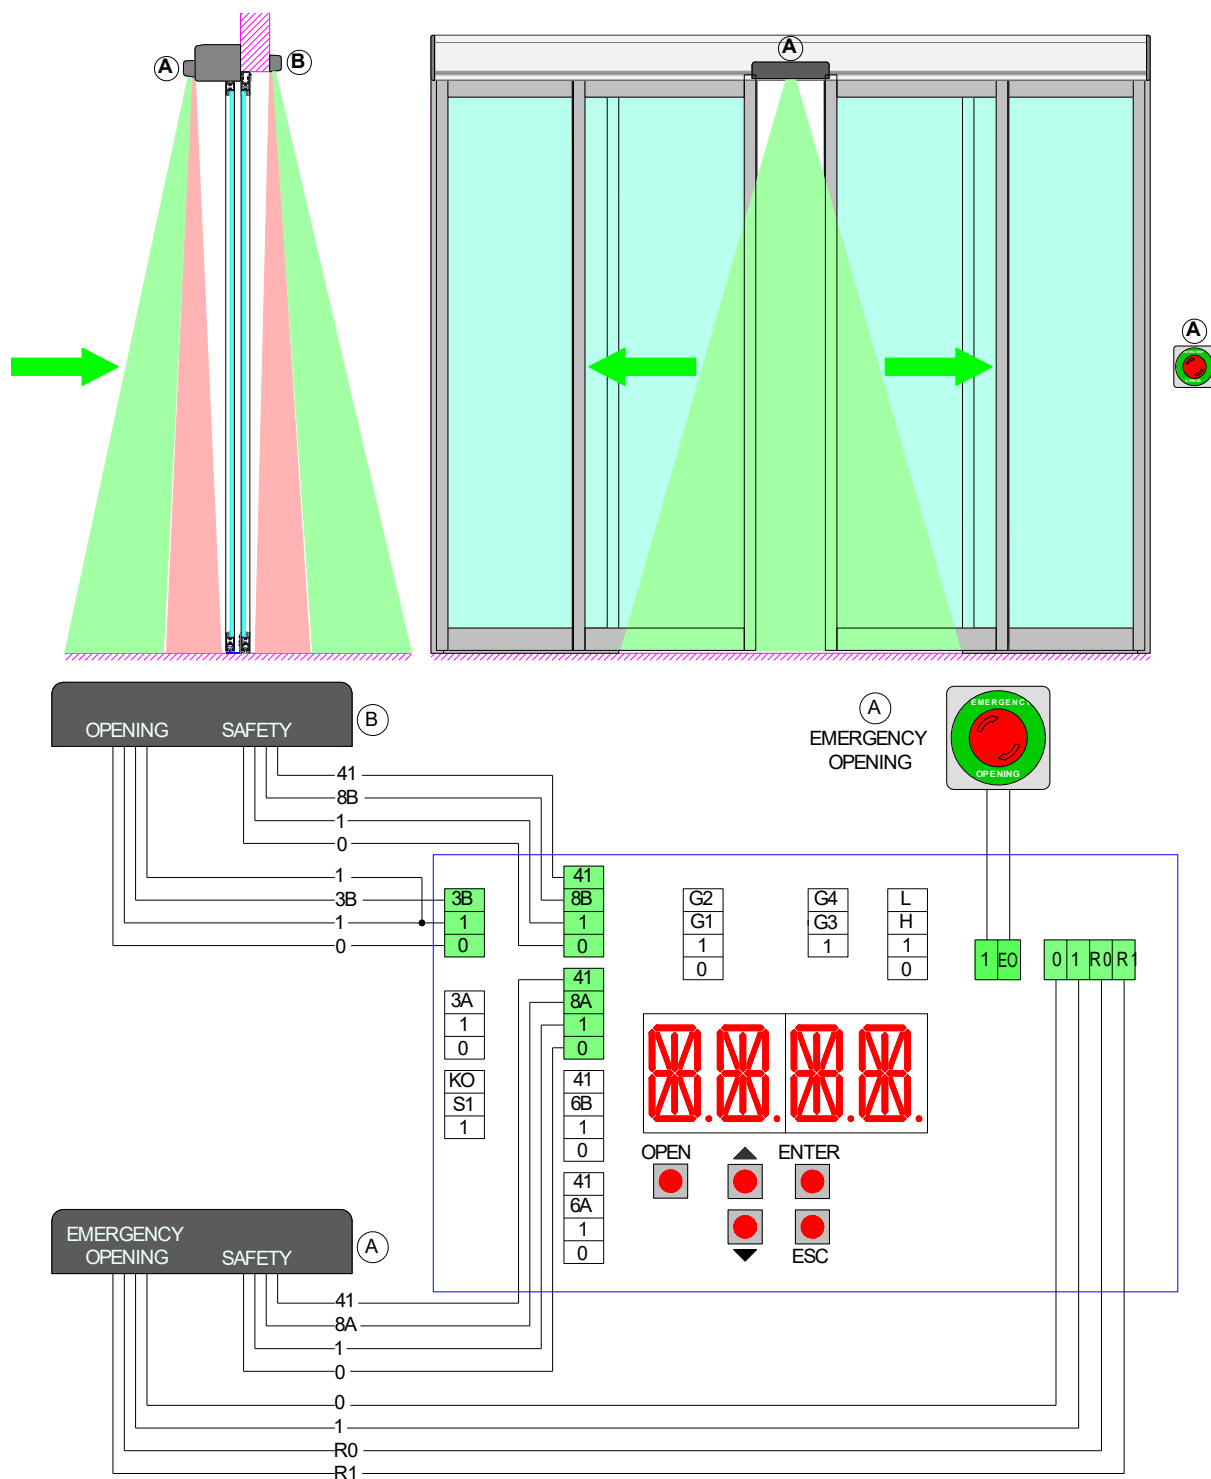 A
B
A
A
OPENING SAFETY
B
41
8B
1
0
1
3B
1
0
A
EMERGENCY
OPENING
EMERGENCY
OPENING
3B
1
0
41
8B
1
0
G2
G1
1
0
G4
G3
1
L
H
1
0
1 EO
0 1 R0 R1
3A
1
0
41
8A
1
0
KO
S1
1
41
6B
1
0
41
6A
1
0
OPEN ENTER
ESC
EMERGENCY
OPENING SAFETY
A
41
8A
1
0
0
1
R0
R1